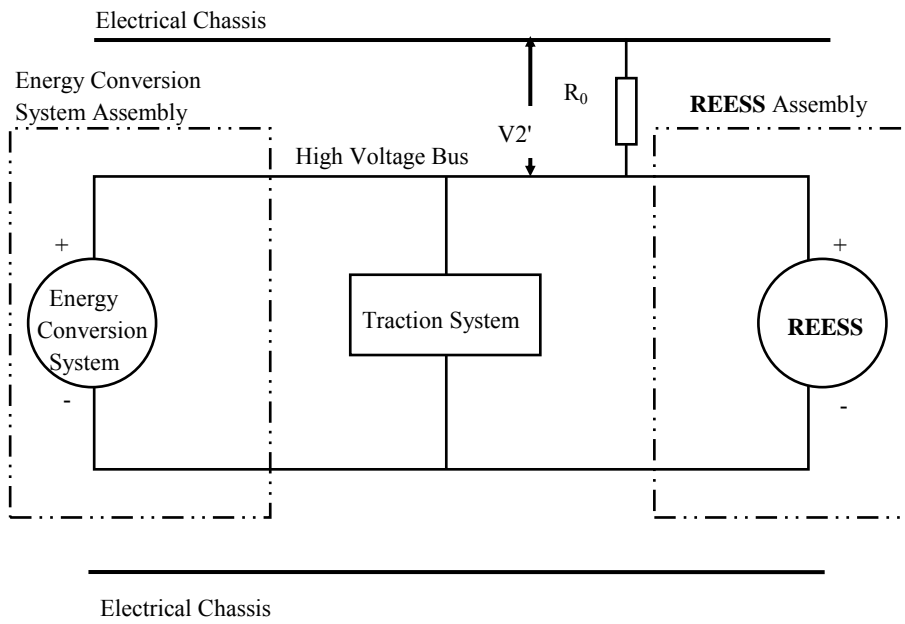 Electrical Chassis
Energy Conversion
System Assembly
R₀
REESS Assembly
V2'
High Voltage Bus
+
+
Energy
Conversion
System
Traction System
REESS
-
-
Electrical Chassis